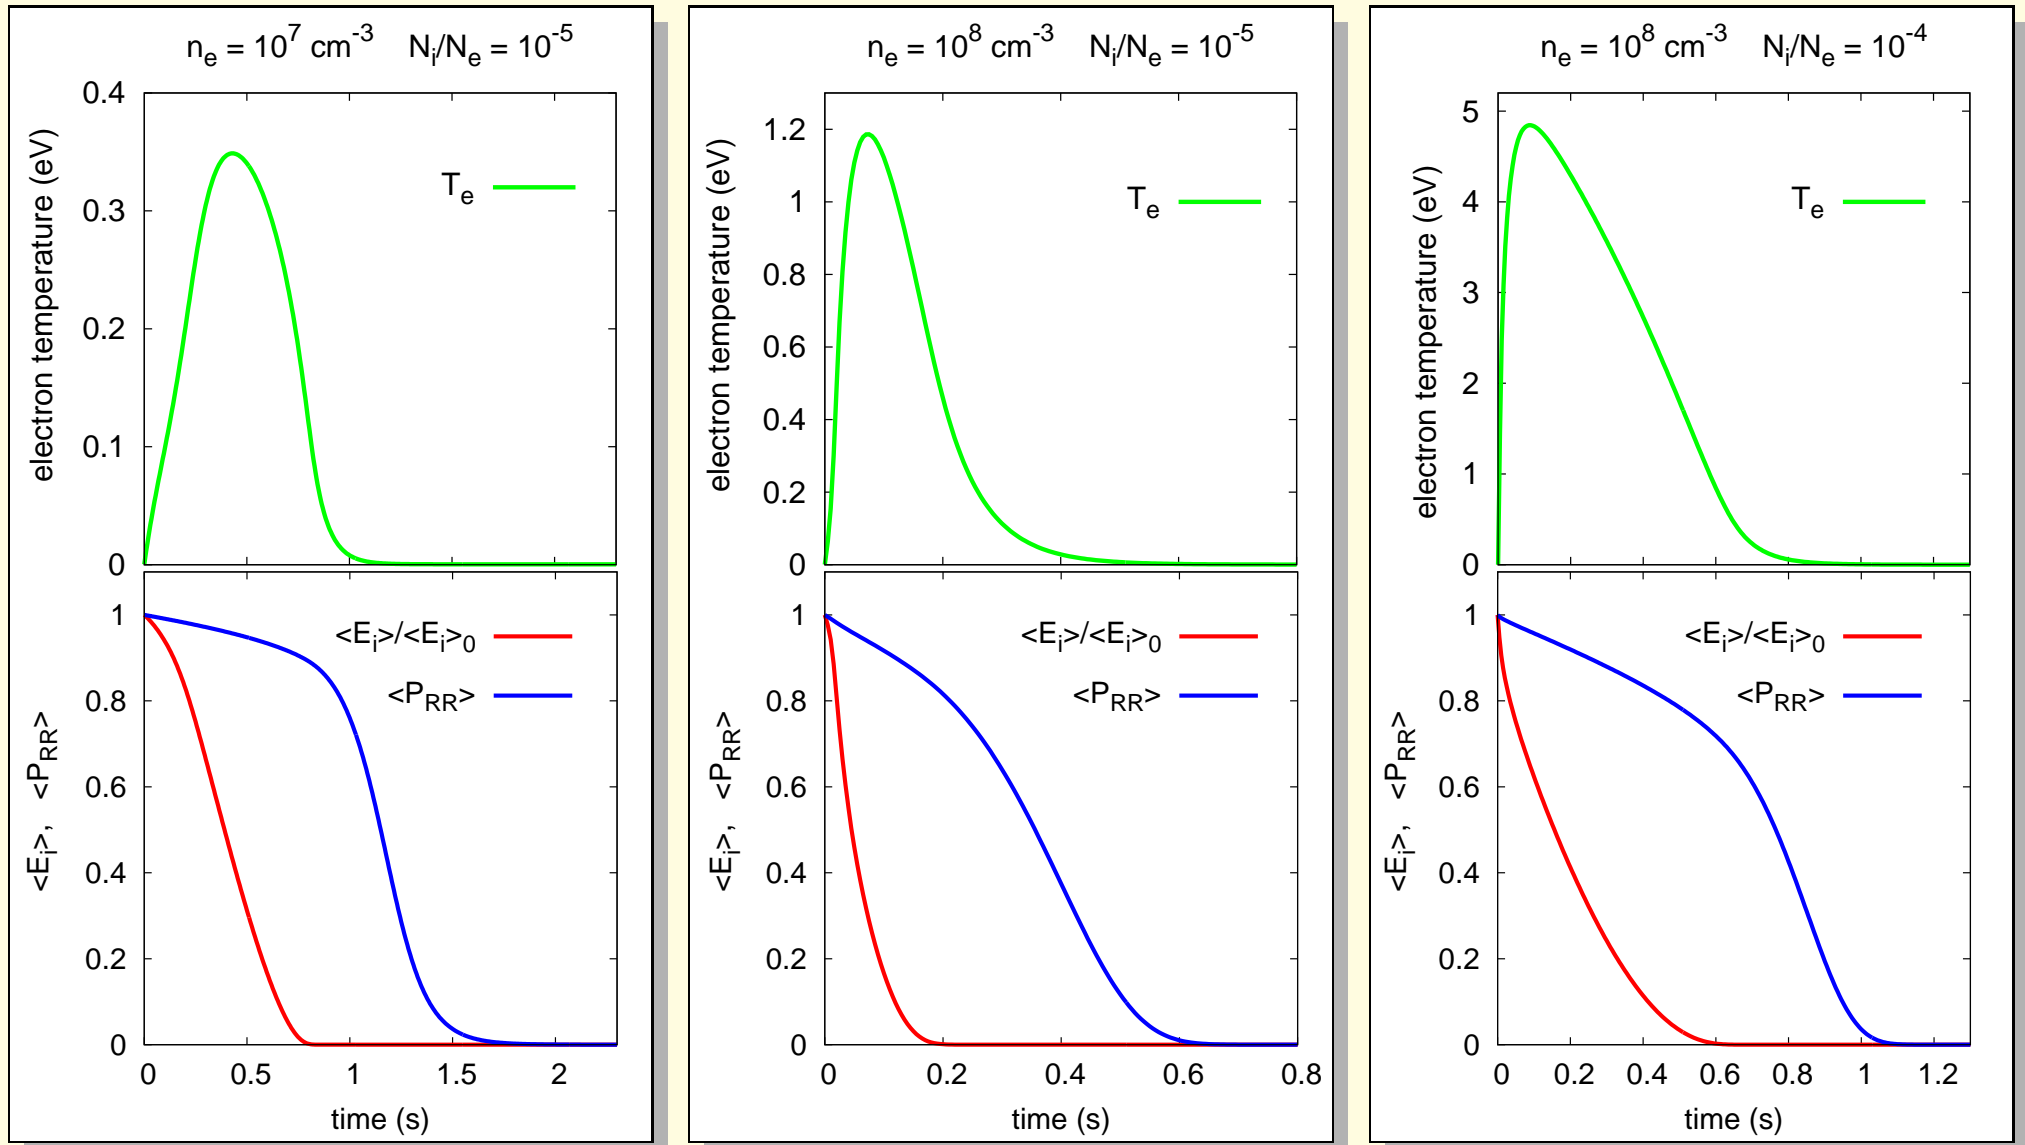 n_e = 10^7 cm^-3 N_i/N_e = 10^-5
0.4
0.3
0.2
0.1
0
electron temperature (eV)
T_e
1
0.8
0.6
0.4
0.2
0
<E_i>, <P_RR>
<E_i>/<E_i>_0
<P_RR>
0 0.5 1 1.5 2
time (s)
n_e = 10^8 cm^-3 N_i/N_e = 10^-5
1.2
1
0.8
0.6
0.4
0.2
0
electron temperature (eV)
T_e
1
0.8
0.6
0.4
0.2
0
<E_i>, <P_RR>
<E_i>/<E_i>_0
<P_RR>
0 0.2 0.4 0.6 0.8
time (s)
n_e = 10^8 cm^-3 N_i/N_e = 10^-4
5
4
3
2
1
0
electron temperature (eV)
T_e
1
0.8
0.6
0.4
0.2
0
<E_i>, <P_RR>
<E_i>/<E_i>_0
<P_RR>
0 0.2 0.4 0.6 0.8 1 1.2
time (s)